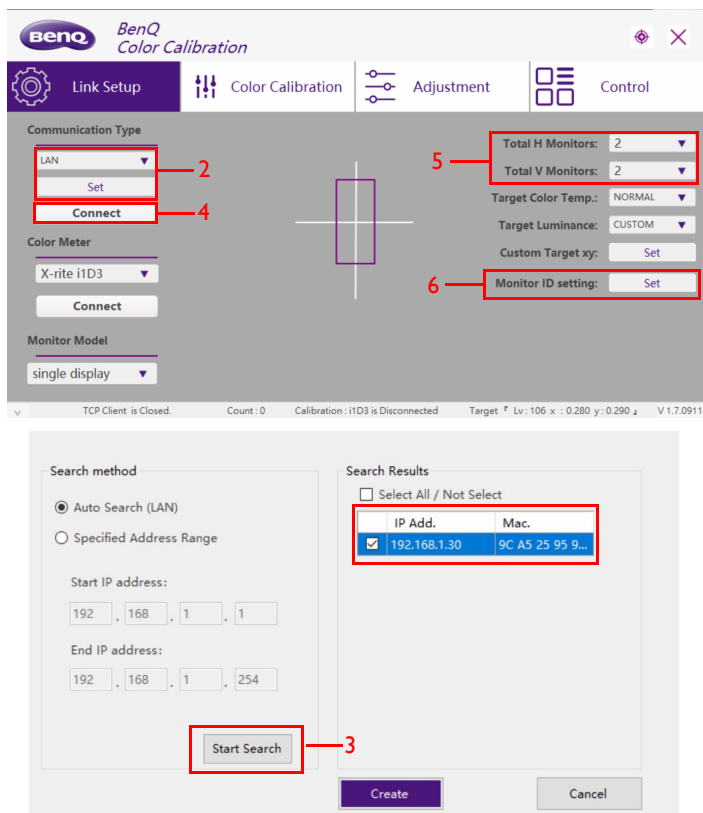 BenQ
BenQ
Color Calibration
Link Setup
Color Calibration
Adjustment
Control
Communication Type
LAN
Set
2
Connect
4
Color Meter
X-rite i1D3
Connect
Monitor Model
single display
5
Total H Monitors: 2
Total V Monitors: 2
Target Color Temp.: NORMAL
Target Luminance: CUSTOM
Custom Target xy: Set
6
Monitor ID setting: Set
TCP Client is Closed. Count : 0 Calibration : i1D3 is Disconnected Target『 Lv : 106 x : 0.280 y : 0.290 』 V 1.7.0911
Search method
Auto Search (LAN)
Specified Address Range
Start IP address:
192 . 168 . 1 . 1
End IP address:
192 . 168 . 1 . 254
Start Search
3
Search Results
Select All / Not Select
IP Add. Mac.
192.168.1.30 9C A5 25 95 9...
Create
Cancel